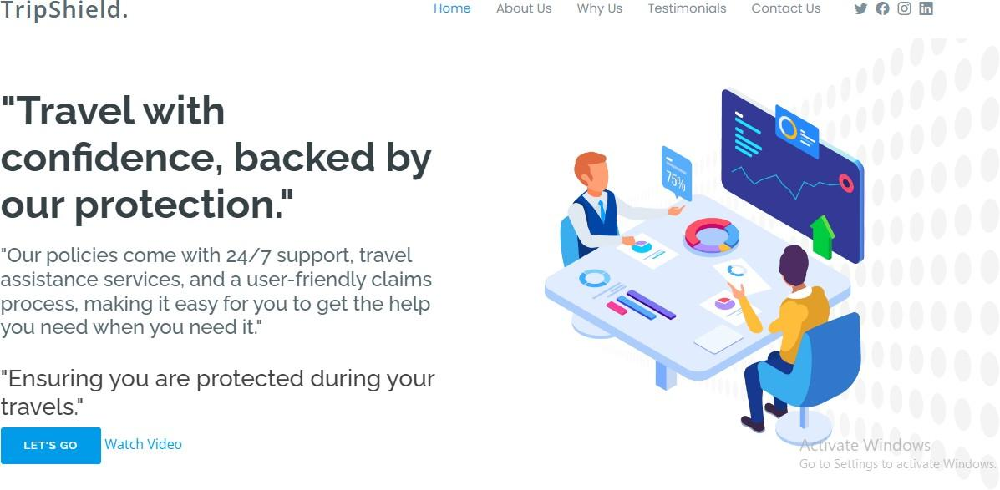 TripShield.
Home About Us Why Us Testimonials Contact Us
"Travel with
confidence, backed by
our protection."
"Our policies come with 24/7 support, travel
assistance services, and a user-friendly claims
process, making it easy for you to get the help
you need when you need it."
"Ensuring you are protected during your
travels."
LET'S GO Watch Video
75%
Activate Windows
Go to Settings to activate Windows.